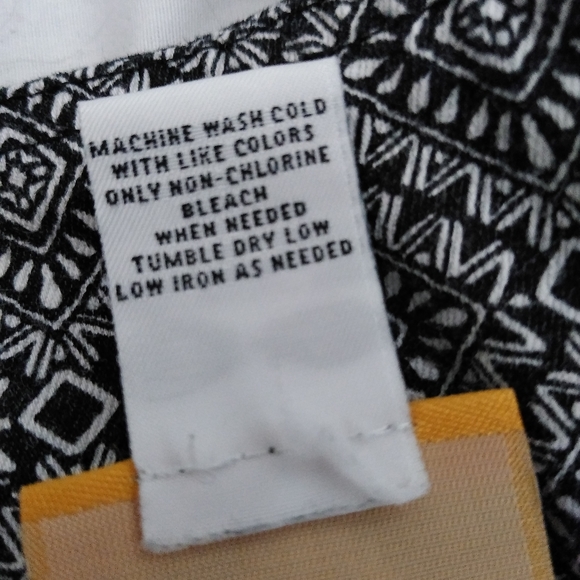 MACHINE WASH COLD
WITH LIKE COLORS
ONLY NON-CHLORINE
BLEACH
WHEN NEEDED
TUMBLE DRY LOW
LOW IRON AS NEEDED